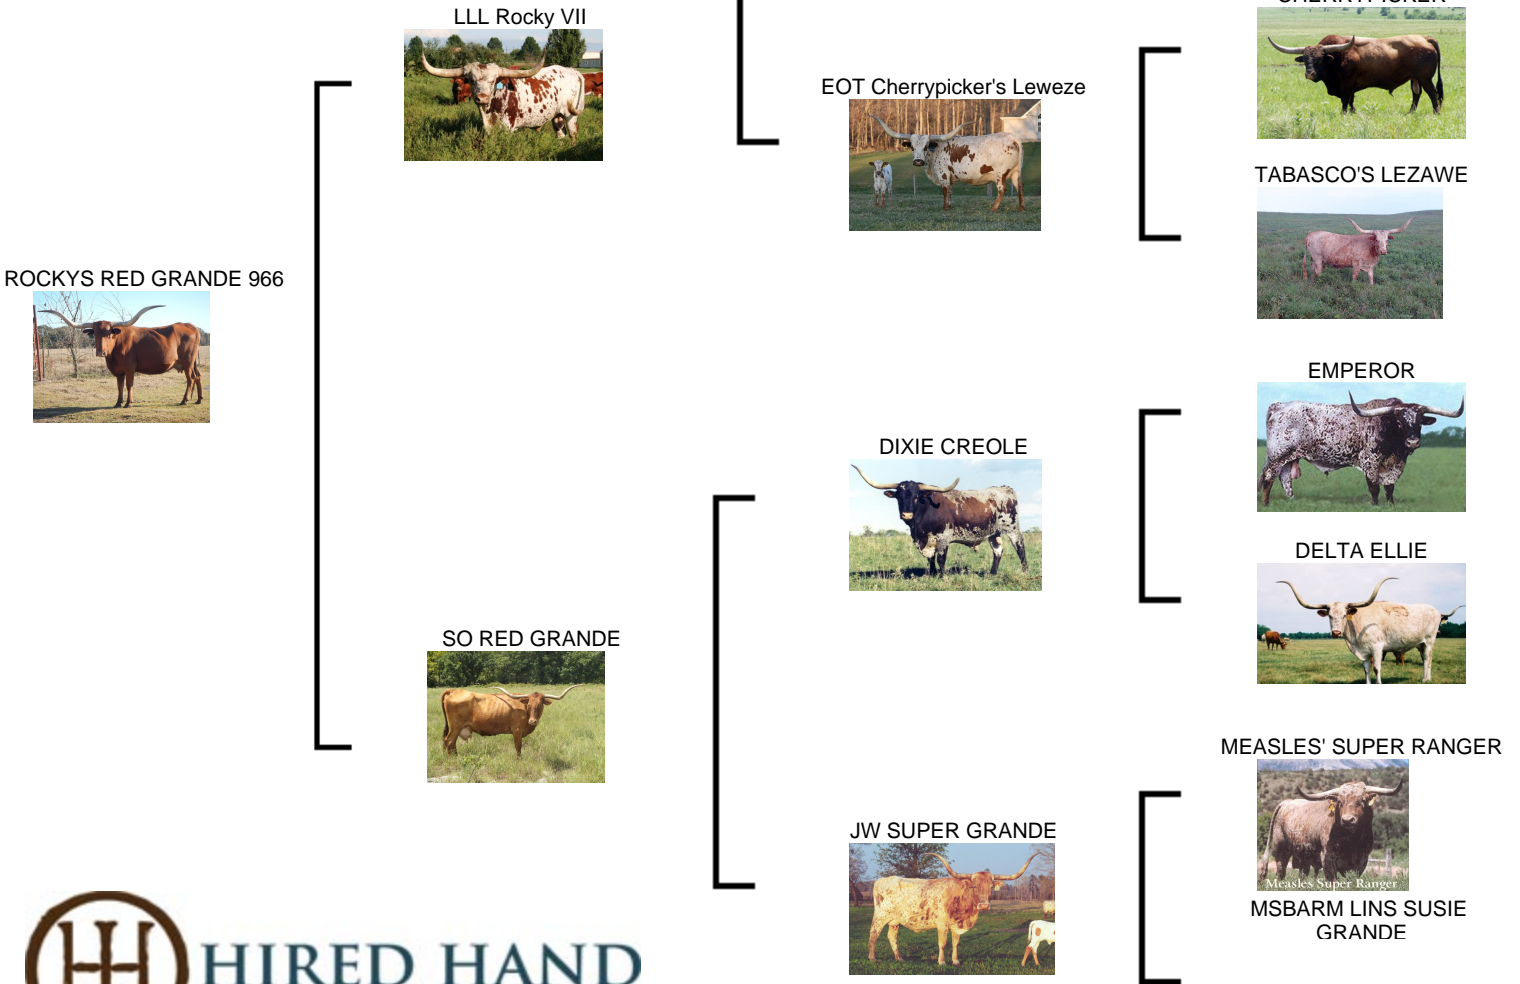 CHERRYPICKER
LLL Rocky VII
EOT Cherrypicker's Leweze
TABASCO'S LEZAWE
ROCKYS RED GRANDE 966
EMPEROR
DIXIE CREOLE
DELTA ELLIE
SO RED GRANDE
MEASLES' SUPER RANGER
JW SUPER GRANDE
Measles Super Ranger
MSBARM LINS SUSIE
GRANDE
HIRED HAND